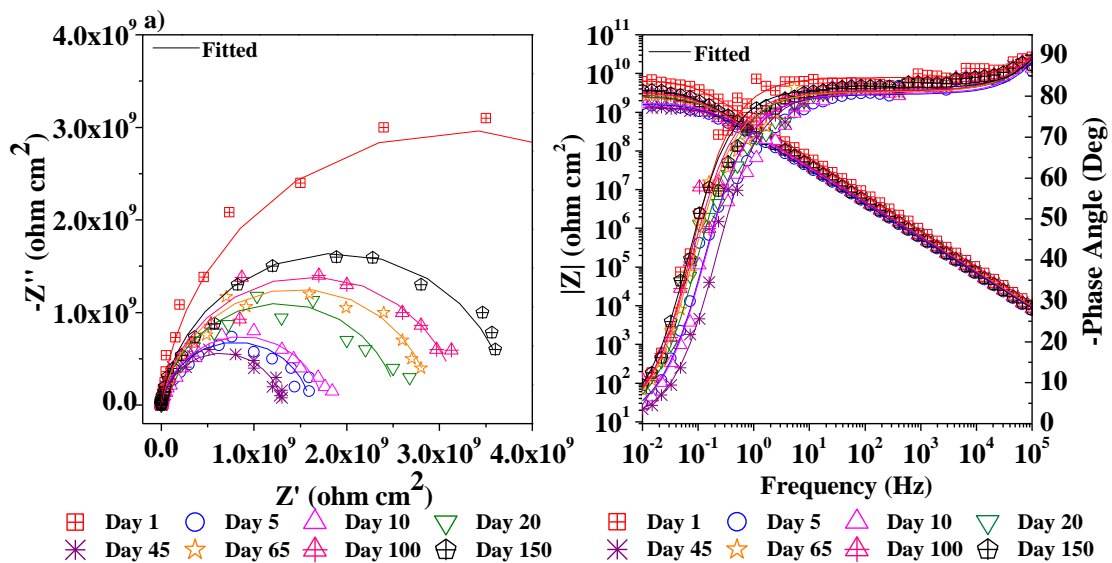 a)
4.0x10⁹
3.0x10⁹
2.0x10⁹
1.0x10⁹
0.0
-Z'' (ohm cm²)
Fitted
0.0 1.0x10⁹ 2.0x10⁹ 3.0x10⁹ 4.0x10⁹
Z' (ohm cm²)
Day 1 Day 5 Day 10 Day 20
Day 45 Day 65 Day 100 Day 150
10¹¹
10¹⁰
10⁹
10⁸
10⁷
10⁶
10⁵
10⁴
10³
10²
10¹
|Z| (ohm cm²)
Fitted
90
80
70
60
50
40
30
20
10
0
-Phase Angle (Deg)
10⁻² 10⁻¹ 10⁰ 10¹ 10² 10³ 10⁴ 10⁵
Frequency (Hz)
Day 1 Day 5 Day 10 Day 20
Day 45 Day 65 Day 100 Day 150